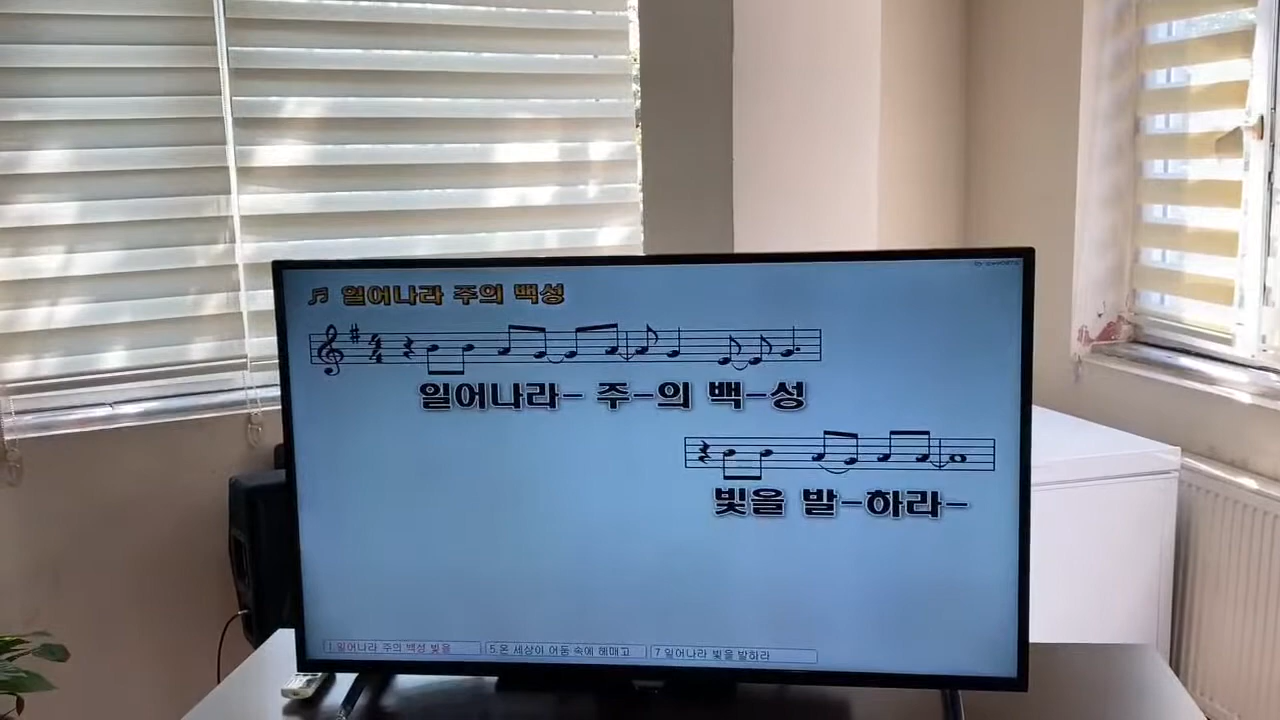 일어나라 주의 백성
일어나라- 주-의 백-성
빛을 발-하라-
1 일어나라 주의 백성 빛을
5.온 세상이 어둠 속에 헤매고
7 일어나라 빛을 발하라